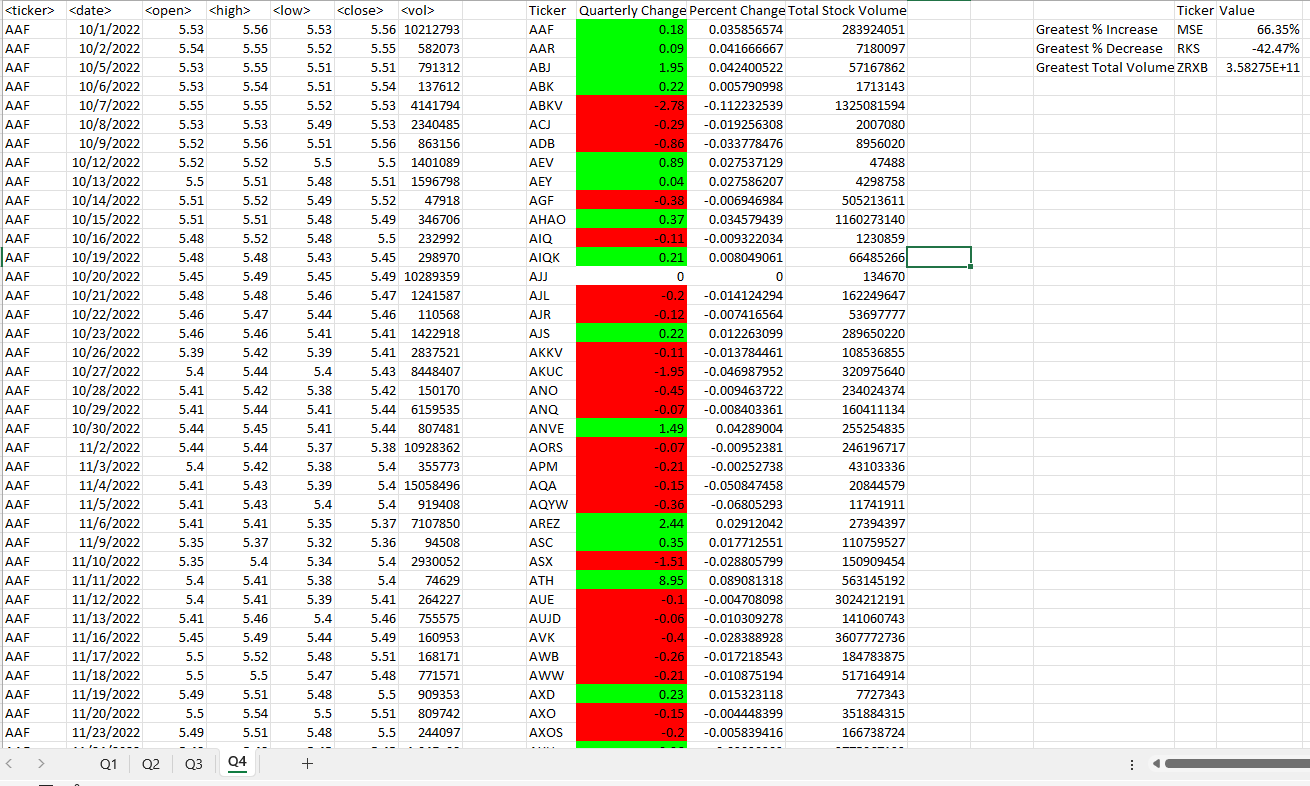 <ticker> <date> <open> <high> <low> <close> <vol> Ticker Quarterly Change Percent Change Total Stock Volume Ticker Value
AAF 10/1/2022 5.53 5.56 5.53 5.56 10212793 AAF 0.18 0.035856574 283924051 Greatest % Increase MSE 66.35%
AAF 10/2/2022 5.54 5.55 5.52 5.55 582073 AAR 0.09 0.041666667 7180097 Greatest % Decrease RKS -42.47%
AAF 10/5/2022 5.53 5.55 5.51 5.51 791312 ABJ 1.95 0.042400522 57167862 Greatest Total Volume ZRXB 3.58275E+11
AAF 10/6/2022 5.53 5.54 5.51 5.54 137612 ABK 0.22 0.005790998 1713143
AAF 10/7/2022 5.55 5.55 5.52 5.53 4141794 ABKV -2.78 -0.112232539 1325081594
AAF 10/8/2022 5.53 5.53 5.49 5.53 2340485 ACJ -0.29 -0.019256308 2007080
AAF 10/9/2022 5.52 5.56 5.51 5.56 863156 ADB -0.86 -0.033778476 8956020
AAF 10/12/2022 5.52 5.52 5.5 5.5 1401089 AEV 0.89 0.027537129 47488
AAF 10/13/2022 5.5 5.51 5.48 5.51 1596798 AEY 0.04 0.027586207 4298758
AAF 10/14/2022 5.51 5.52 5.49 5.52 47918 AGF -0.38 -0.006946984 505213611
AAF 10/15/2022 5.51 5.51 5.48 5.49 346706 AHAO 0.37 0.034579439 1160273140
AAF 10/16/2022 5.48 5.52 5.48 5.5 232992 AIQ -0.11 -0.009322034 1230859
AAF 10/19/2022 5.48 5.48 5.43 5.45 298970 AIQK 0.21 0.008049061 66485266
AAF 10/20/2022 5.45 5.49 5.45 5.49 10289359 AJJ 0 0 134670
AAF 10/21/2022 5.48 5.48 5.46 5.47 1241587 AJL -0.2 -0.014124294 162249647
AAF 10/22/2022 5.46 5.47 5.44 5.46 110568 AJR -0.12 -0.007416564 53697777
AAF 10/23/2022 5.46 5.46 5.41 5.41 1422918 AJS 0.22 0.012263099 289650220
AAF 10/26/2022 5.39 5.42 5.39 5.41 2837521 AKKV -0.11 -0.013784461 108536855
AAF 10/27/2022 5.4 5.44 5.4 5.43 8448407 AKUC -1.95 -0.046987952 320975640
AAF 10/28/2022 5.41 5.42 5.38 5.42 150170 ANO -0.45 -0.009463722 234024374
AAF 10/29/2022 5.41 5.44 5.41 5.44 6159535 ANQ -0.07 -0.008403361 160411134
AAF 10/30/2022 5.44 5.45 5.41 5.44 807481 ANVE 1.49 0.04289004 255254835
AAF 11/2/2022 5.44 5.44 5.37 5.38 10928362 AORS -0.07 -0.00952381 246196717
AAF 11/3/2022 5.4 5.42 5.38 5.4 355773 APM -0.21 -0.00252738 43103336
AAF 11/4/2022 5.41 5.43 5.39 5.4 15058496 AQA -0.15 -0.050847458 20844579
AAF 11/5/2022 5.41 5.43 5.4 5.4 919408 AQYW -0.36 -0.06805293 11741911
AAF 11/6/2022 5.41 5.41 5.35 5.37 7107850 AREZ 2.44 0.02912042 27394397
AAF 11/9/2022 5.35 5.37 5.32 5.36 94508 ASC 0.35 0.017712551 110759527
AAF 11/10/2022 5.35 5.4 5.34 5.4 2930052 ASX -1.51 -0.028805799 150909454
AAF 11/11/2022 5.4 5.41 5.38 5.4 74629 ATH 8.95 0.089081318 563145192
AAF 11/12/2022 5.4 5.41 5.39 5.41 264227 AUE -0.1 -0.004708098 3024212191
AAF 11/13/2022 5.41 5.46 5.4 5.46 755575 AUJD -0.06 -0.010309278 141060743
AAF 11/16/2022 5.45 5.49 5.44 5.49 160953 AVK -0.4 -0.028388928 3607772736
AAF 11/17/2022 5.5 5.52 5.48 5.51 168171 AWB -0.26 -0.017218543 184783875
AAF 11/18/2022 5.5 5.5 5.47 5.48 771571 AWW -0.21 -0.010875194 517164914
AAF 11/19/2022 5.49 5.51 5.48 5.5 909353 AXD 0.23 0.015323118 7727343
AAF 11/20/2022 5.5 5.54 5.5 5.51 809742 AXO -0.15 -0.004448399 351884315
AAF 11/23/2022 5.49 5.51 5.48 5.5 244097 AXOS -0.2 -0.005839416 166738724
Q1 Q2 Q3 Q4